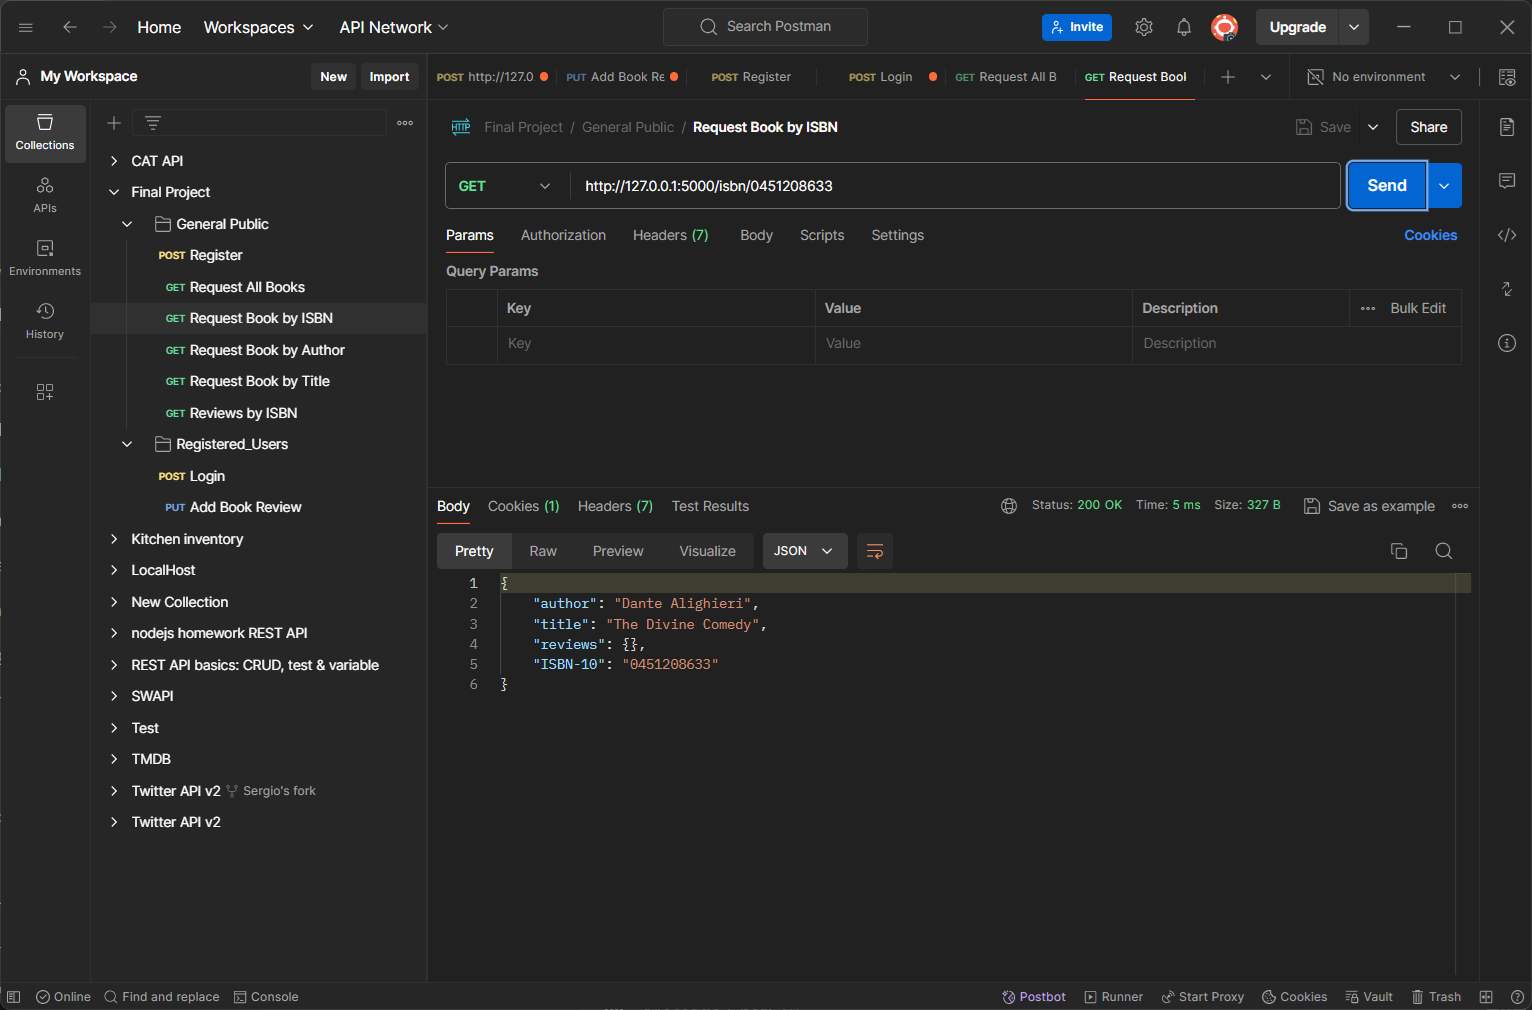 Home Workspaces API Network Search Postman Invite Upgrade
My Workspace New Import POST http://127.0 PUT Add Book Re POST Register POST Login GET Request All B GET Request Bool No environment
Collections
APIs
Environments
History
CAT API
Final Project
General Public
POST Register
GET Request All Books
GET Request Book by ISBN
GET Request Book by Author
GET Request Book by Title
GET Reviews by ISBN
Registered_Users
POST Login
PUT Add Book Review
Kitchen inventory
LocalHost
New Collection
nodejs homework REST API
REST API basics: CRUD, test & variable
SWAPI
Test
TMDB
Twitter API v2 Sergio's fork
Twitter API v2
HTTP Final Project / General Public / Request Book by ISBN Save Share
GET http://127.0.0.1:5000/isbn/0451208633 Send
Params Authorization Headers (7) Body Scripts Settings Cookies
Query Params
Key Value Description Bulk Edit
Key Value Description
Body Cookies (1) Headers (7) Test Results Status: 200 OK Time: 5 ms Size: 327 B Save as example
Pretty Raw Preview Visualize JSON
1 {
2 "author": "Dante Alighieri",
3 "title": "The Divine Comedy",
4 "reviews": {},
5 "ISBN-10": "0451208633"
6 }
Online Find and replace Console Postbot Runner Start Proxy Cookies Vault Trash